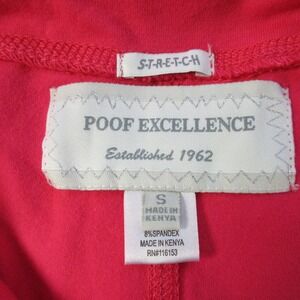 S-T-R-E-T-C-H
POOF EXCELLENCE
Established 1962
S
MADE IN
KENYA
8%SPANDEX
MADE IN KENYA
RN#116153